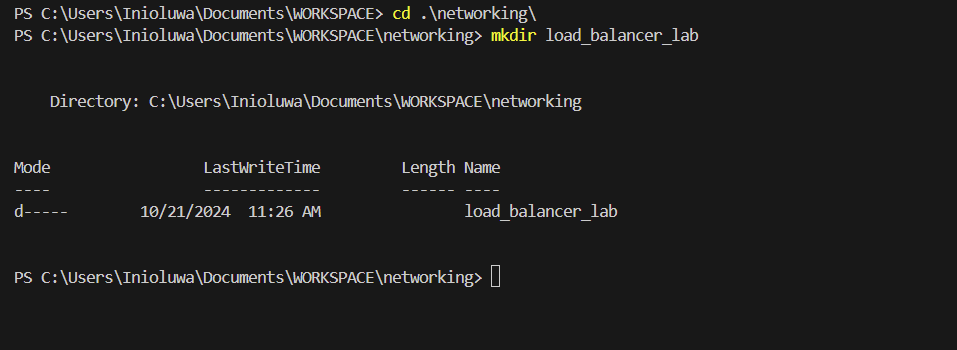 PS C:\Users\Inioluwa\Documents\WORKSPACE> cd .\networking\
PS C:\Users\Inioluwa\Documents\WORKSPACE\networking> mkdir load_balancer_lab
Directory: C:\Users\Inioluwa\Documents\WORKSPACE\networking
Mode                 LastWriteTime         Length Name
----                 -------------         ------ ----
d-----        10/21/2024  11:26 AM                load_balancer_lab
PS C:\Users\Inioluwa\Documents\WORKSPACE\networking>